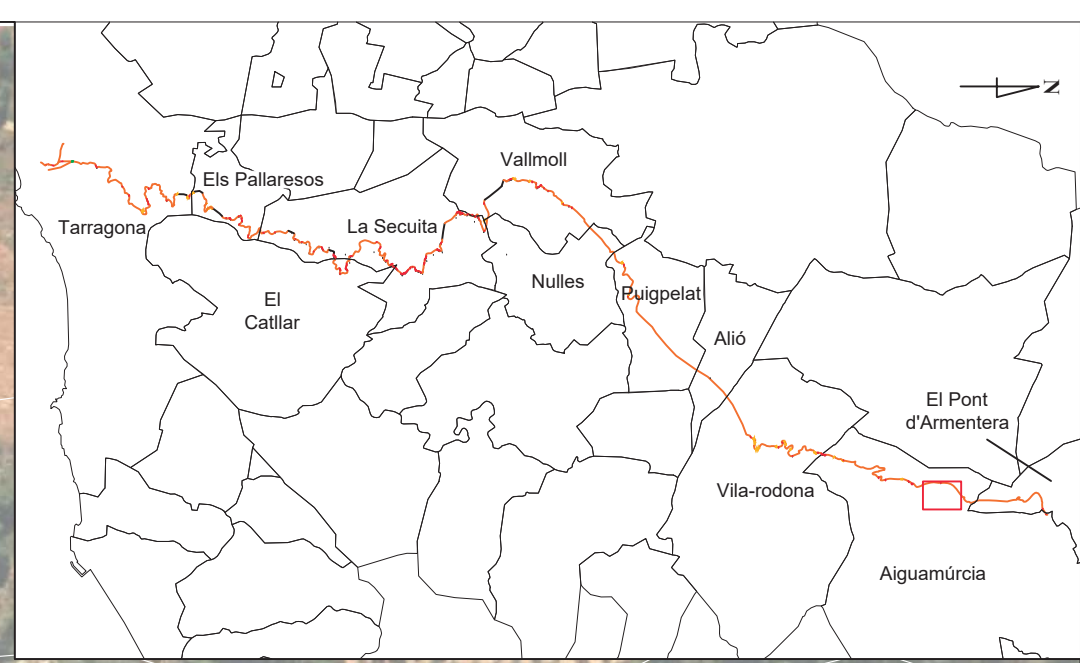 N
Vallmoll
Els Pallaresos
Tarragona
La Secuita
Nulles
Puigpelat
El
Catllar
Alió
El Pont
d'Armentera
Vila-rodona
Aiguamúrcia